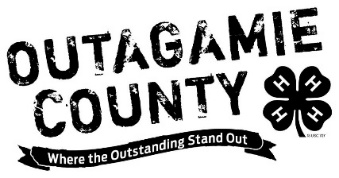 OUTAGAMIE
COUNTY
H H
H H
Where the Outstanding Stand Out